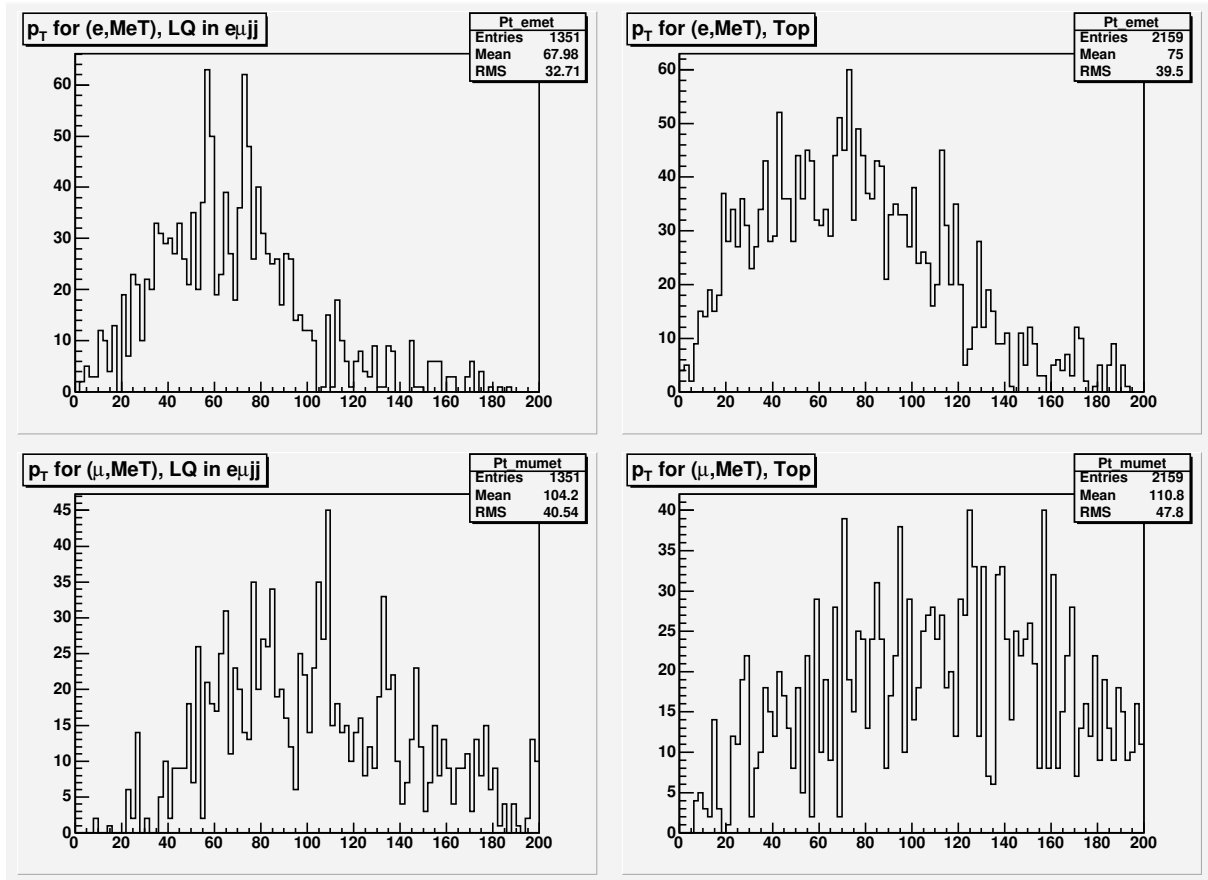 p_T for (e,MeT), LQ in eμjj
Pt_emet
Entries 1351
Mean 67.98
RMS 32.71
60
50
40
30
20
10
0
0 20 40 60 80 100 120 140 160 180 200
p_T for (e,MeT), Top
Pt_emet
Entries 2159
Mean 75
RMS 39.5
60
50
40
30
20
10
0
0 20 40 60 80 100 120 140 160 180 200
p_T for (μ,MeT), LQ in eμjj
Pt_mumet
Entries 1351
Mean 104.2
RMS 40.54
45
40
35
30
25
20
15
10
5
0
0 20 40 60 80 100 120 140 160 180 200
p_T for (μ,MeT), Top
Pt_mumet
Entries 2159
Mean 110.8
RMS 47.8
40
35
30
25
20
15
10
5
0
0 20 40 60 80 100 120 140 160 180 200